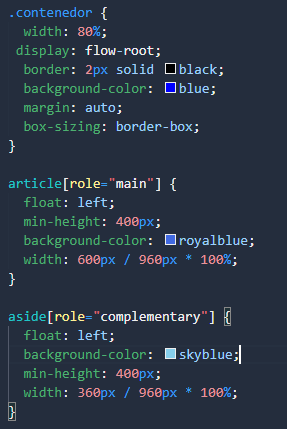 .contenedor {
width: 80%;
display: flow-root;
border: 2px solid black;
background-color: blue;
margin: auto;
box-sizing: border-box;
}
article[role="main"] {
float: left;
min-height: 400px;
background-color: royalblue;
width: 600px / 960px * 100%;
}
aside[role="complementary"] {
float: left;
background-color: skyblue;
min-height: 400px;
width: 360px / 960px * 100%;
}